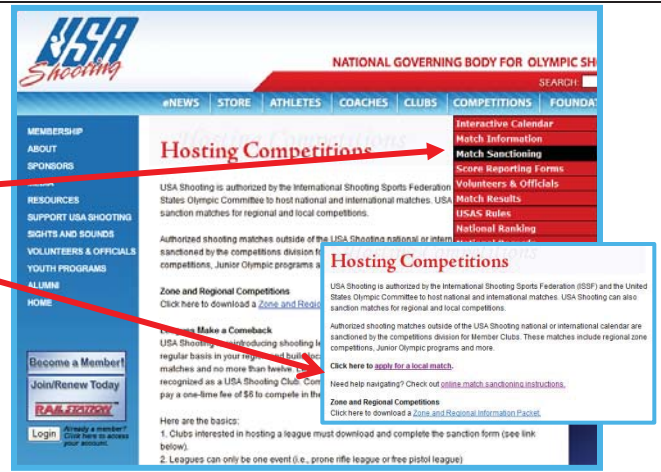 USA
Shooting
NATIONAL GOVERNING BODY FOR OLYMPIC SH
SEARCH:
eNEWS STORE ATHLETES COACHES CLUBS COMPETITIONS FOUNDAT
MEMBERSHIP
ABOUT
SPONSORS
RESOURCES
SUPPORT USA SHOOTING
SIGHTS AND SOUNDS
VOLUNTEERS & OFFICIALS
YOUTH PROGRAMS
ALUMNI
HOME
Become a Member!
Join/Renew Today
RAILSTATION
Login Already a member?
Click here to access
your account.
Interactive Calendar
Match Information
Match Sanctioning
Score Reporting Forms
Volunteers & Officials
Match Results
USAS Rules
National Ranking
Hosting Competitions
USA Shooting is authorized by the International Shooting Sports Federation
States Olympic Committee to host national and international matches. USA
sanction matches for regional and local competitions.
Authorized shooting matches outside of the USA Shooting national or intern
sanctioned by the competitions division f
competitions, Junior Olympic programs a
Zone and Regional Competitions
Click here to download a Zone and Regio
Make a Comeback
USA Shooting reintroducing shooting le
regular basis in your region and build loca
matches and no more than twelve. L
recognized as a USA Shooting Club. Com
pay a one-time fee of $6 to compete in the
Here are the basics:
1. Clubs interested in hosting a league must download and complete the sanction form (see link
below).
2. Leagues can only be one event (i.e., prone rifle league or free pistol league)
Hosting Competitions
USA Shooting is authorized by the International Shooting Sports Federation (ISSF) and the United
States Olympic Committee to host national and international matches. USA Shooting can also
sanction matches for regional and local competitions.
Authorized shooting matches outside of the USA Shooting national or international calendar are
sanctioned by the competitions division for Member Clubs. These matches include regional zone
competitions, Junior Olympic programs and more.
Click here to apply for a local match.
Need help navigating? Check out online match sanctioning instructions.
Zone and Regional Competitions
Click here to download a Zone and Regional Information Packet.